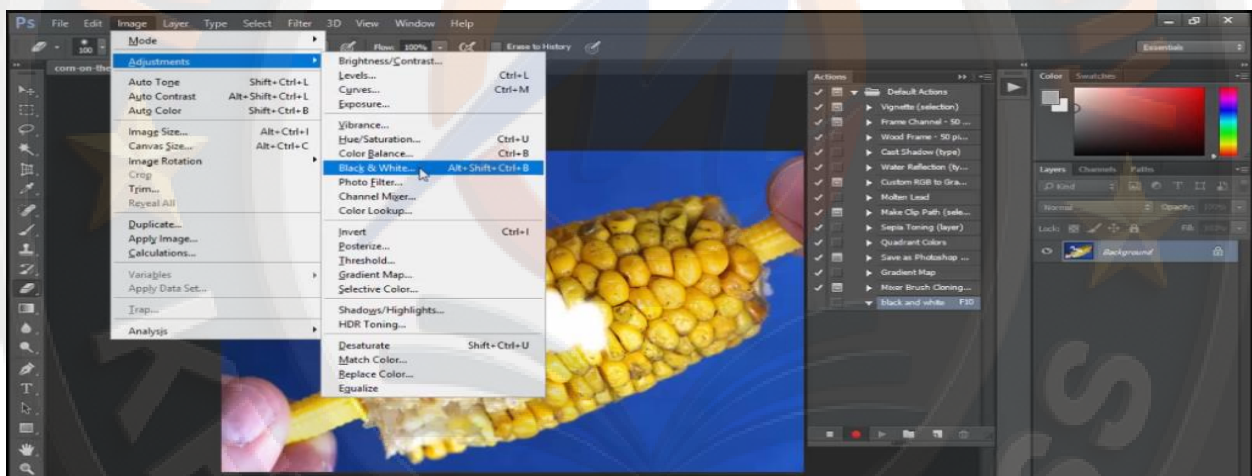 Ps File Edit Image Layer Type Select Filter 3D View Window Help
100 Flow: 100% Erase to History Essentials
corn-on-the
Mode
Adjustments
Auto Tone Shift+Ctrl+L
Auto Contrast Alt+Shift+Ctrl+L
Auto Color Shift+Ctrl+B
Image Size... Alt+Ctrl+I
Canvas Size... Alt+Ctrl+C
Image Rotation
Crop
Trim...
Reveal All
Duplicate...
Apply Image...
Calculations...
Variables
Apply Data Set...
Trap...
Analysis
Brightness/Contrast...
Levels... Ctrl+L
Curves... Ctrl+M
Exposure...
Vibrance...
Hue/Saturation... Ctrl+U
Color Balance... Ctrl+B
Black & White... Alt+Shift+Ctrl+B
Photo Filter...
Channel Mixer...
Color Lookup...
Invert Ctrl+I
Posterize...
Threshold...
Gradient Map...
Selective Color...
Shadows/Highlights...
HDR Toning...
Desaturate Shift+Ctrl+U
Match Color...
Replace Color...
Equalize
Actions
Default Actions
Vignette (selection)
Frame Channel - 50 ...
Wood Frame - 50 pi...
Cast Shadow (type)
Water Reflection (ty...
Custom RGB to Gra...
Molten Lead
Make Clip Path (sele...
Sepia Toning (layer)
Quadrant Colors
Save as Photoshop ...
Gradient Map
Mixer Brush Cloning...
black and white F10
Color Swatches
Layers Channels Paths
Kind
Normal Opacity: 100%
Lock: Fill: 100%
Background